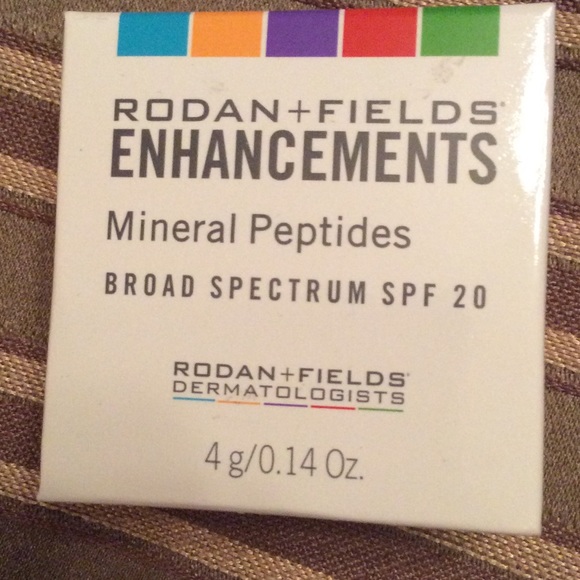 RODAN+FIELDS®
ENHANCEMENTS
Mineral Peptides
BROAD SPECTRUM SPF 20
RODAN+FIELDS®
DERMATOLOGISTS
4 g/0.14 Oz.